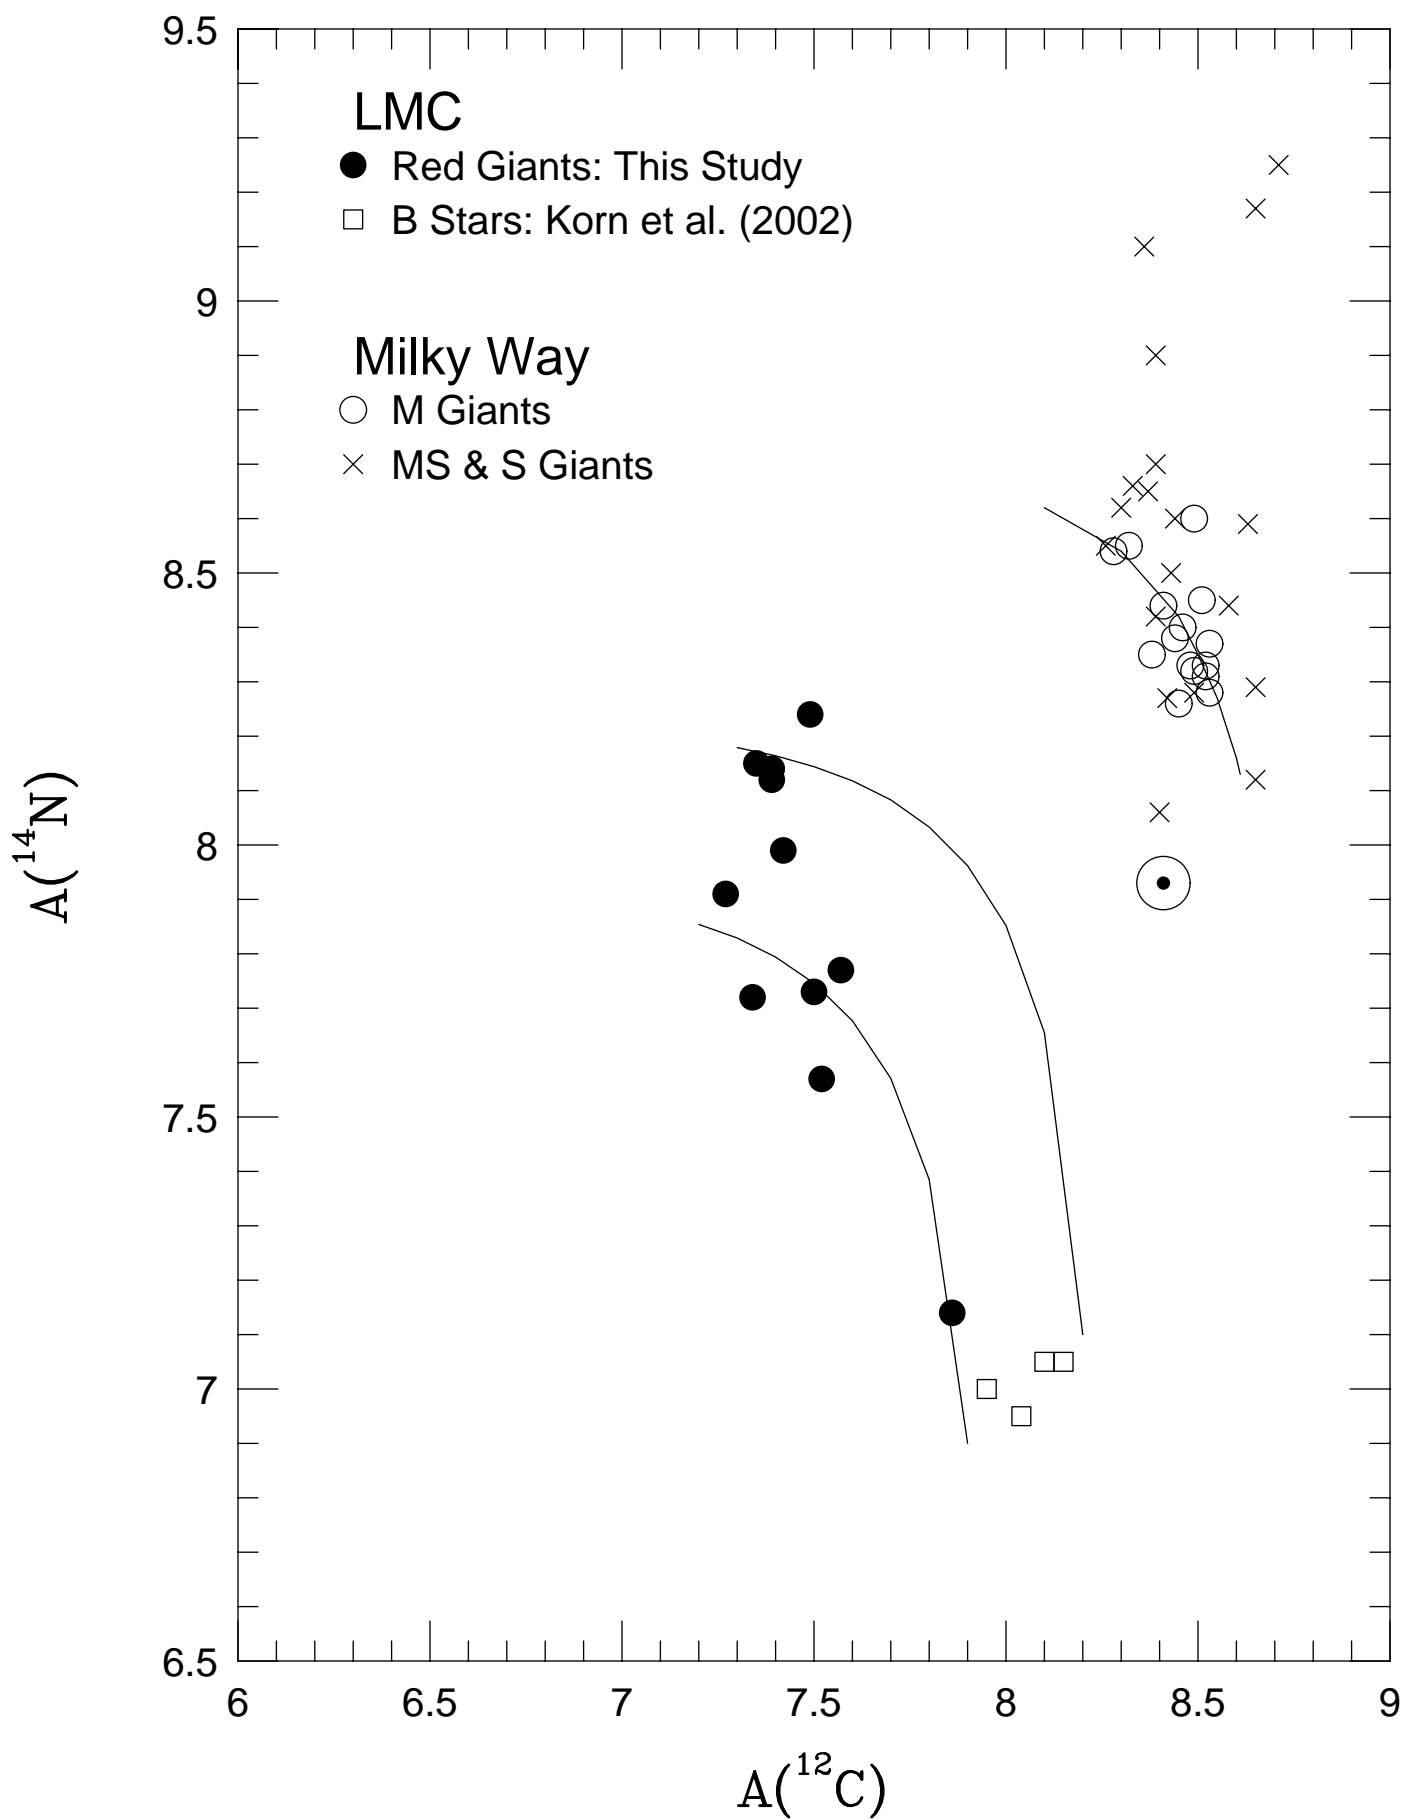 9.5
LMC
Red Giants: This Study
B Stars: Korn et al. (2002)
9
Milky Way
M Giants
MS & S Giants
8.5
A(¹⁴N)
8
7.5
7
6.5
6 6.5 7 7.5 8 8.5 9
A(¹²C)